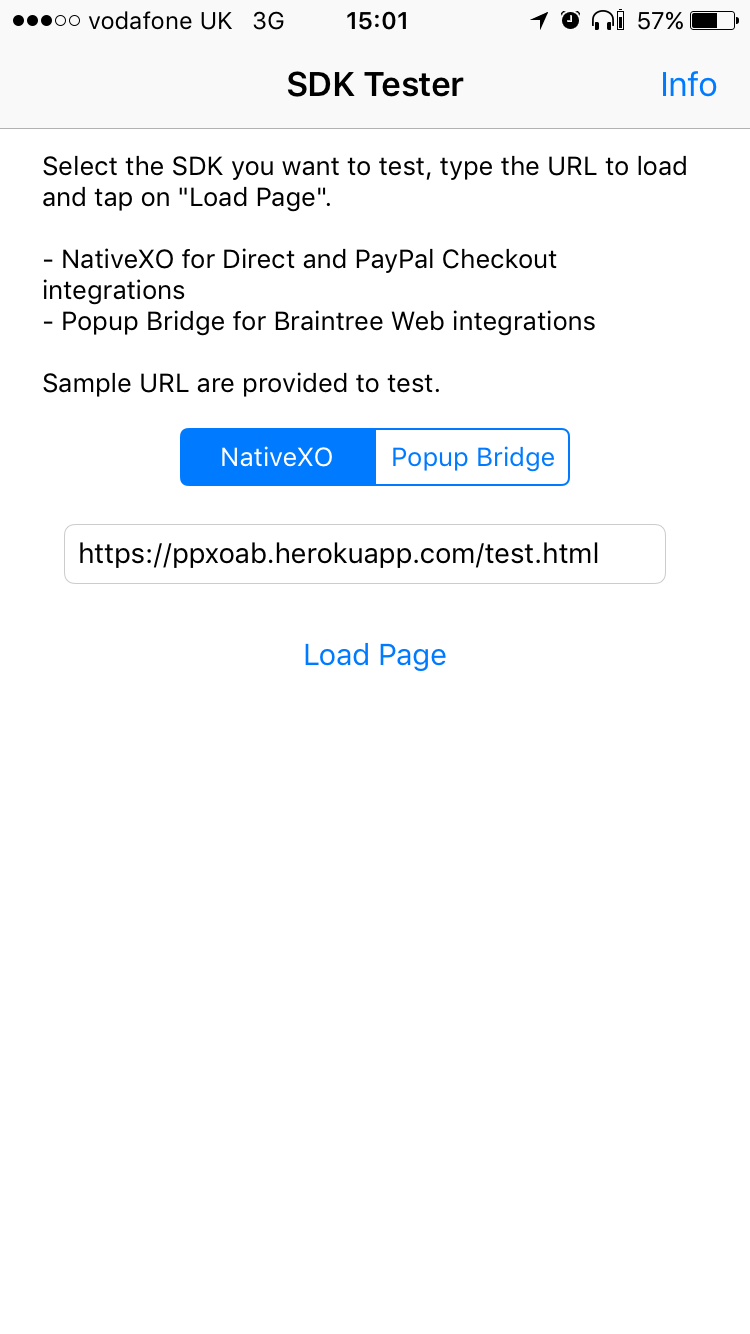 vodafone UK 3G 15:01 57%
SDK Tester Info
Select the SDK you want to test, type the URL to load
and tap on "Load Page".
- NativeXO for Direct and PayPal Checkout
integrations
- Popup Bridge for Braintree Web integrations
Sample URL are provided to test.
NativeXO Popup Bridge
https://ppxoab.herokuapp.com/test.html
Load Page